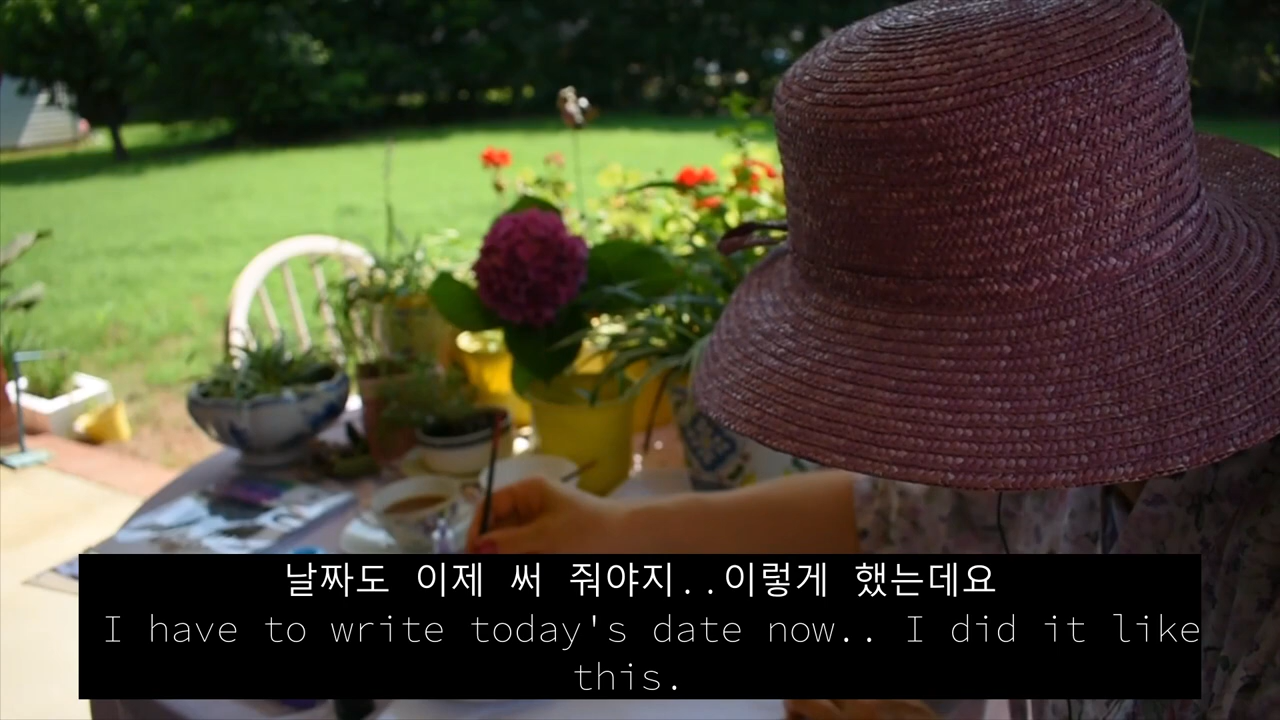 날짜도 이제 써 줘야지..이렇게 했는데요
I have to write today's date now.. I did it like
this.